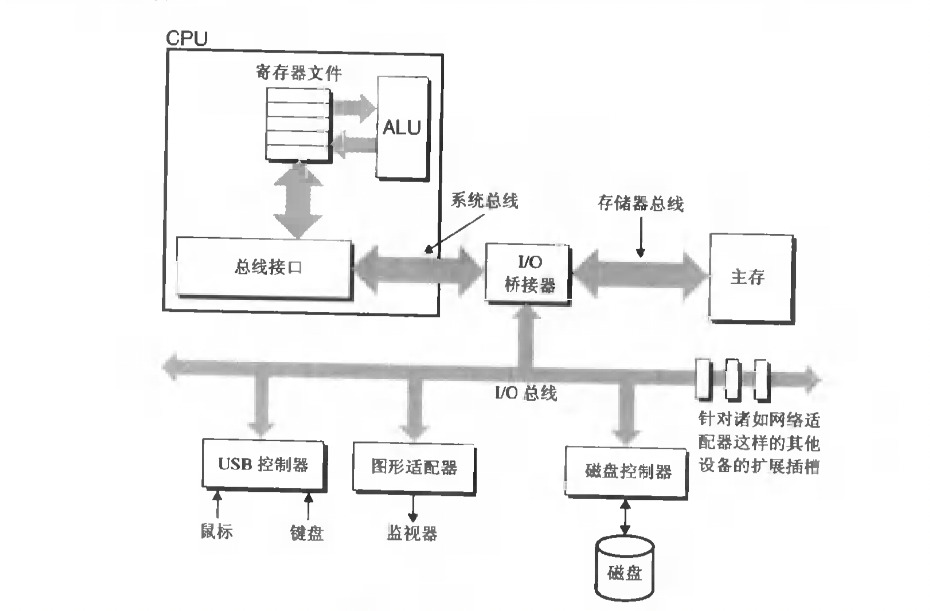 CPU
寄存器文件
ALU
系统总线
存储器总线
总线接口
I/O
桥接器
主存
I/O 总线
针对诸如网络适
配器这样的其他
设备的扩展插槽
USB 控制器
图形适配器
磁盘控制器
鼠标
键盘
监视器
磁盘